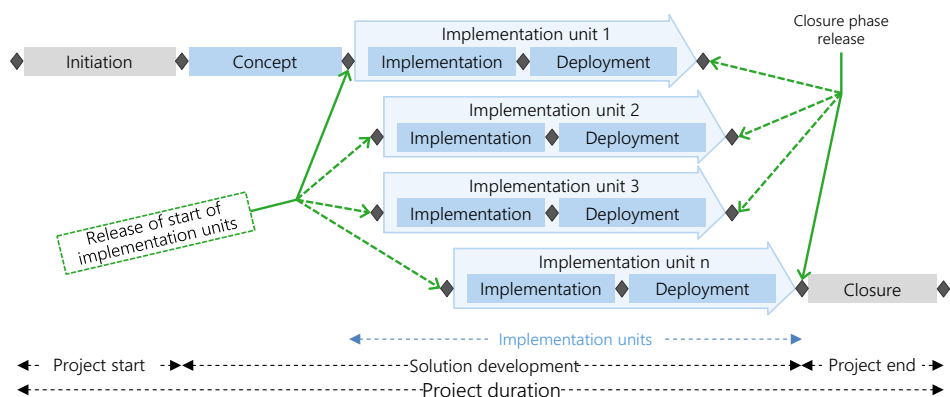 Implementation unit 1
Closure phase
release
Initiation
Concept
Implementation
Deployment
Implementation unit 2
Implementation
Deployment
Implementation unit 3
Implementation
Deployment
Release of start of
implementation units
Implementation unit n
Implementation
Deployment
Closure
Implementation units
Project start
Solution development
Project end
Project duration